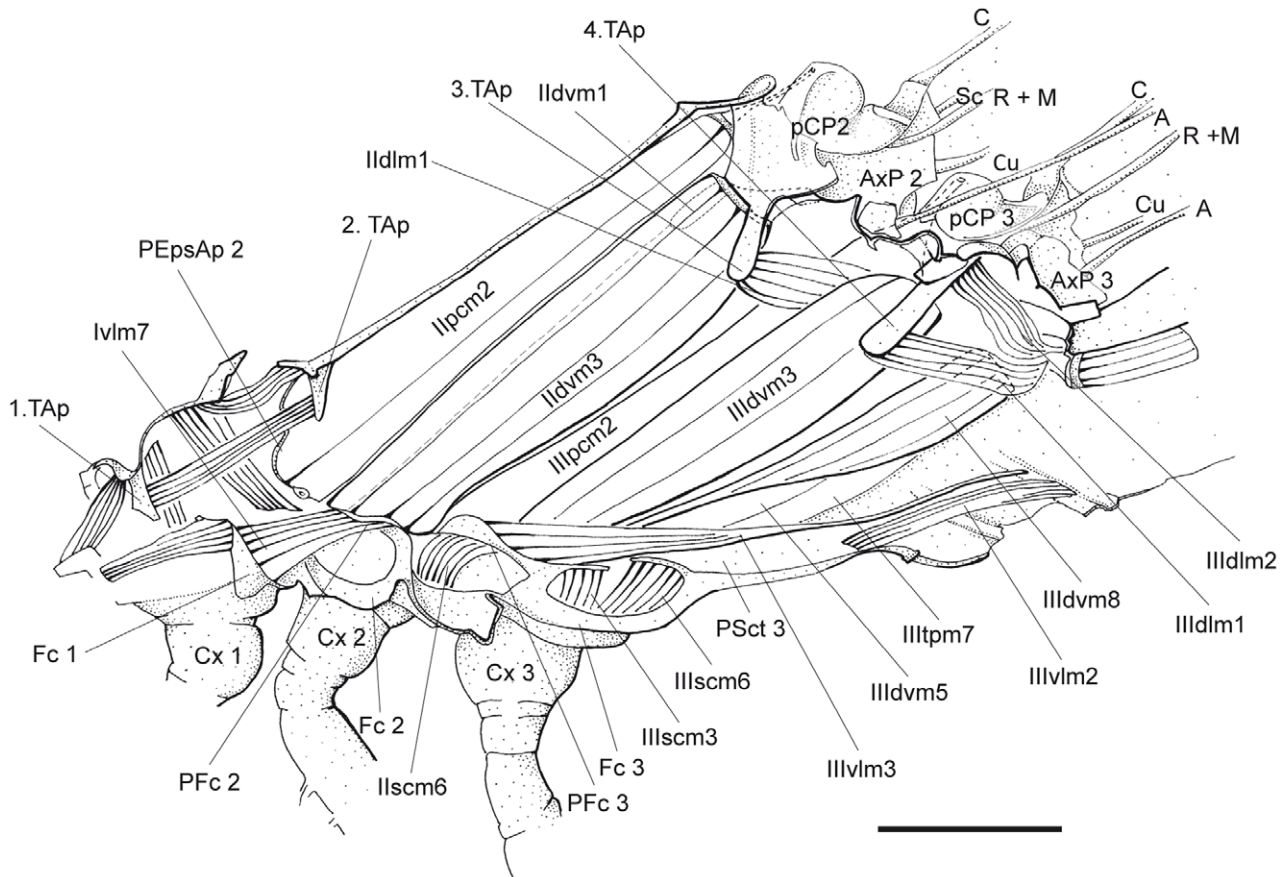 4.TAp
C
3.TAp
IIdvm1
Sc
R + M
C
A
pCP2
R +M
IIdlm1
Cu
AxP 2
pCP 3
Cu
A
2. TAp
PEpsAp 2
AxP 3
IIpcm2
Ivlm7
IIdvm3
IIIdvm3
1.TAp
IIIpcm2
IIIdlm2
IIIdvm8
IIIdlm1
Fc 1
Cx 1
Cx 2
PSct 3
IIItpm7
IIIvlm2
Cx 3
IIIscm6
IIIdvm5
Fc 2
IIIscm3
PFc 2
IIscm6
Fc 3
IIIvlm3
PFc 3